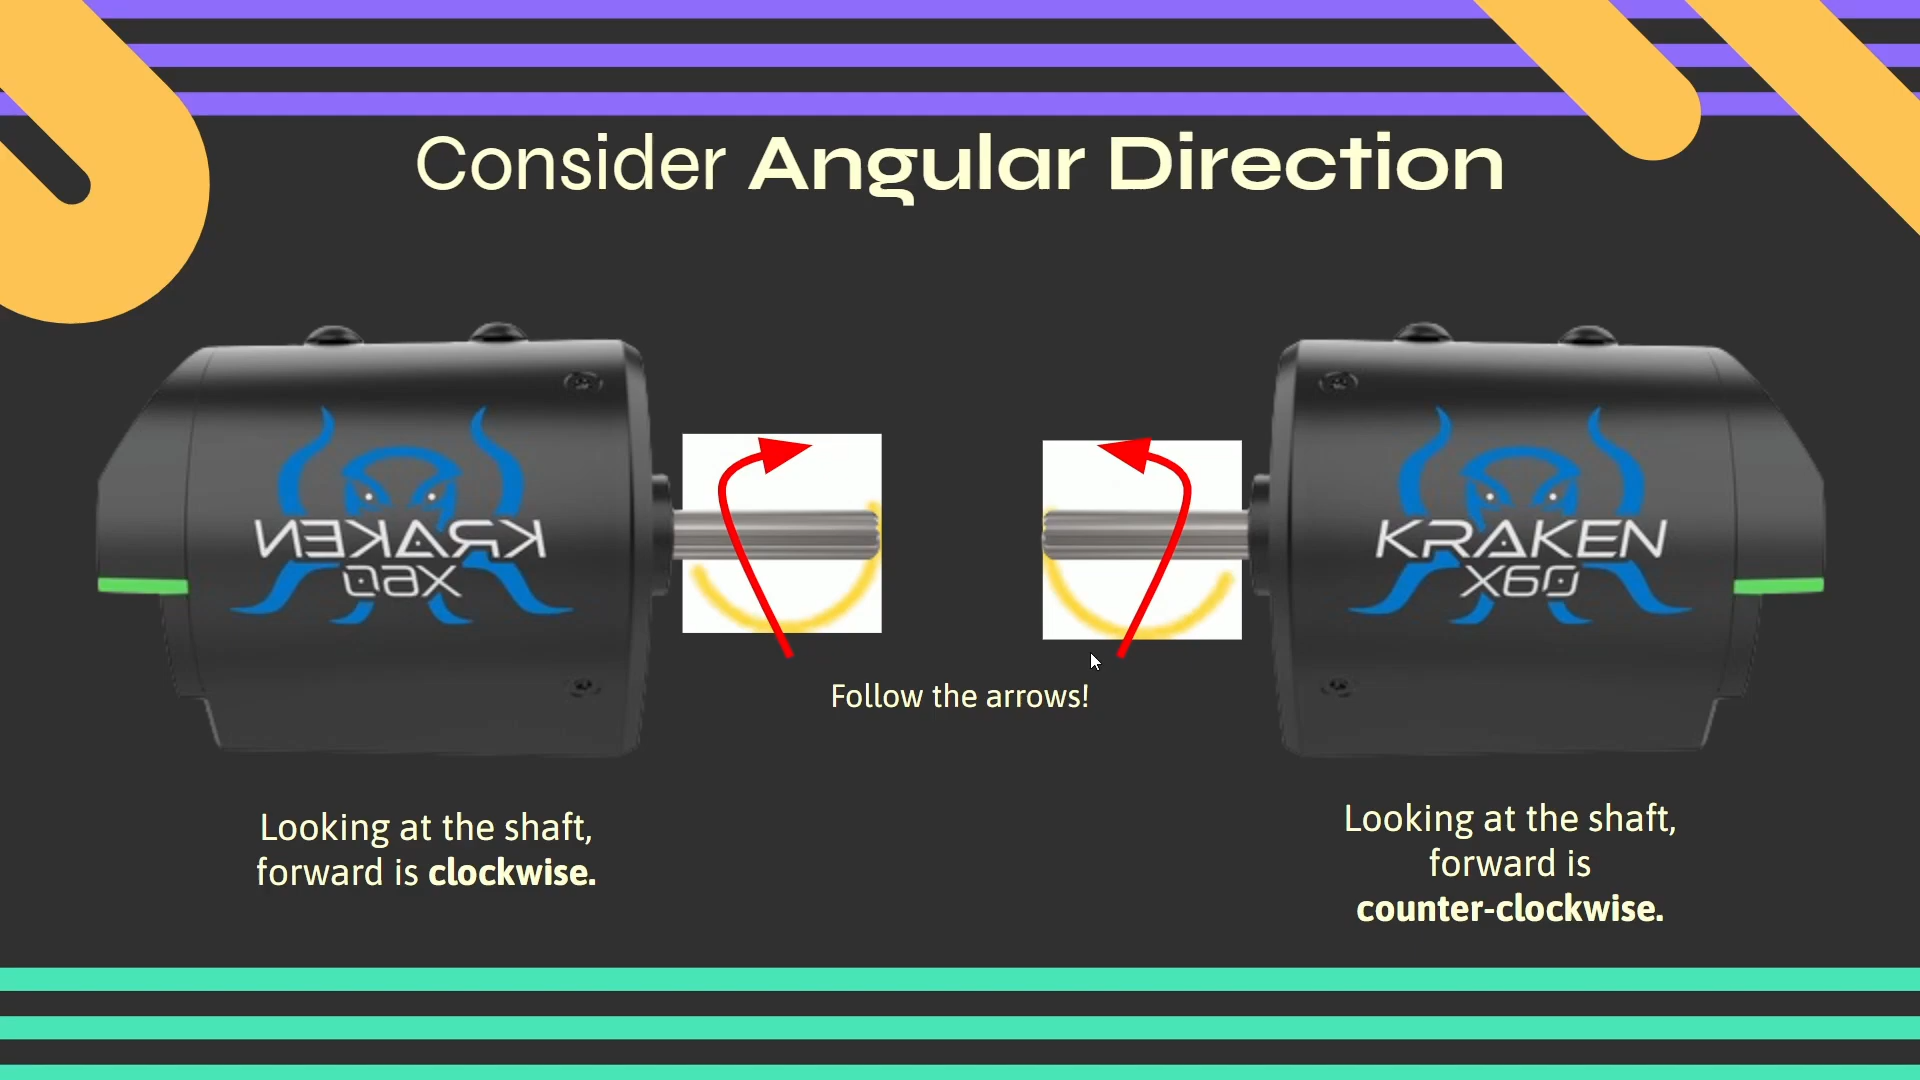 Consider Angular Direction
KRAKEN
X60
KRAKEN
X60
Follow the arrows!
Looking at the shaft,
forward is clockwise.
Looking at the shaft,
forward is
counter-clockwise.